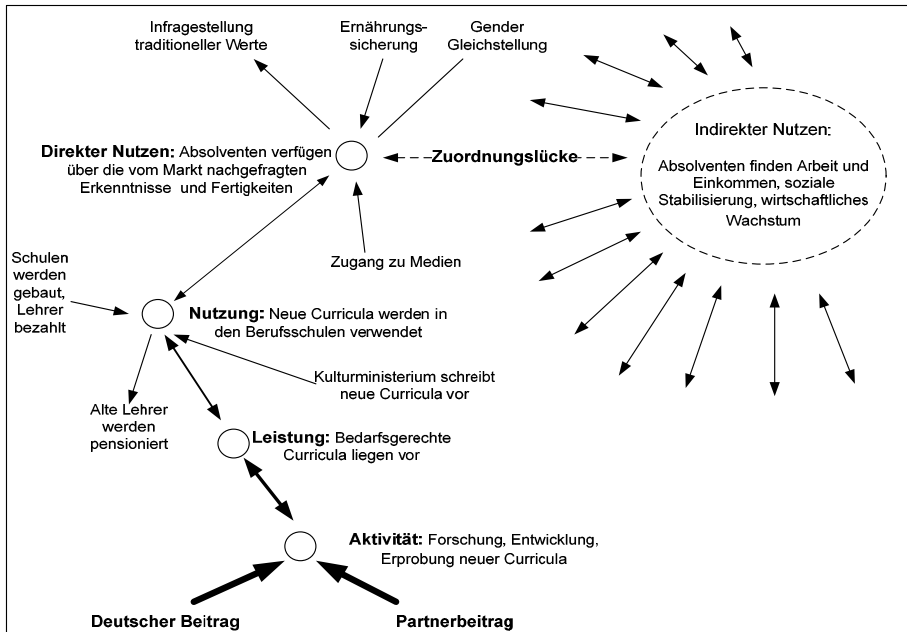 Infragestellung
traditioneller Werte
Ernährungs-
sicherung
Gender
Gleichstellung
Direkter Nutzen: Absolventen verfügen
über die vom Markt nachgefragten
Erkenntnisse und Fertigkeiten
Zuordnungslücke
Indirekter Nutzen:
Absolventen finden Arbeit und
Einkommen, soziale
Stabilisierung, wirtschaftliches
Wachstum
Zugang zu Medien
Schulen
werden
gebaut,
Lehrer
bezahlt
Nutzung: Neue Curricula werden in
den Berufsschulen verwendet
Kulturministerium schreibt
neue Curricula vor
Alte Lehrer
werden
pensioniert
Leistung: Bedarfsgerechte
Curricula liegen vor
Aktivität: Forschung, Entwicklung,
Erprobung neuer Curricula
Deutscher Beitrag
Partnerbeitrag